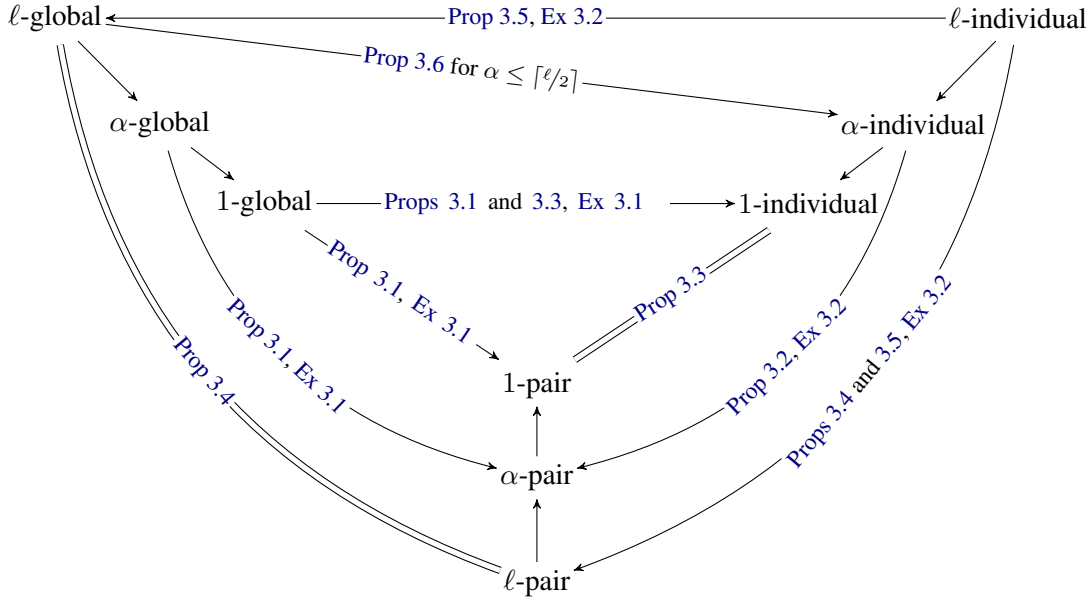 ℓ-global Prop 3.5, Ex 3.2 ℓ-individual
Prop 3.6 for α ≤ ⌈ℓ/2⌉
α-global α-individual
1-global Props 3.1 and 3.3, Ex 3.1 1-individual
Prop 3.1, Ex 3.1
Prop 3.3
Prop 3.1, Ex 3.1
Prop 3.2, Ex 3.2
Prop 3.4
Props 3.4 and 3.5, Ex 3.2
1-pair
α-pair
ℓ-pair